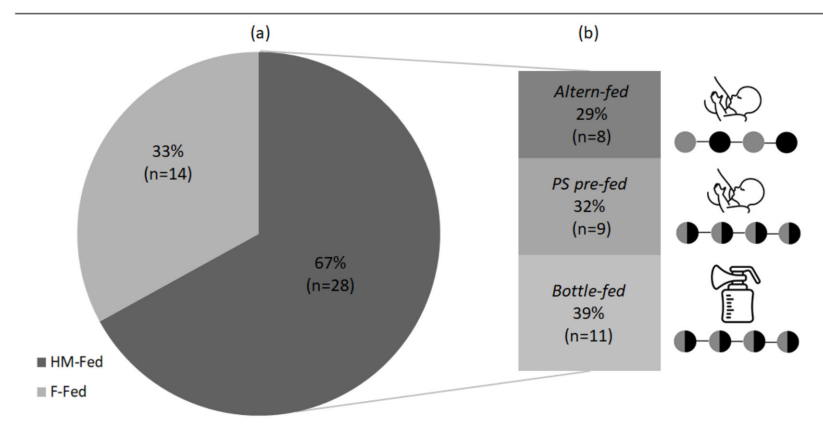 (a)
(b)
33%
(n=14)
67%
(n=28)
HM-Fed
F-Fed
Altern-fed
29%
(n=8)
PS pre-fed
32%
(n=9)
Bottle-fed
39%
(n=11)